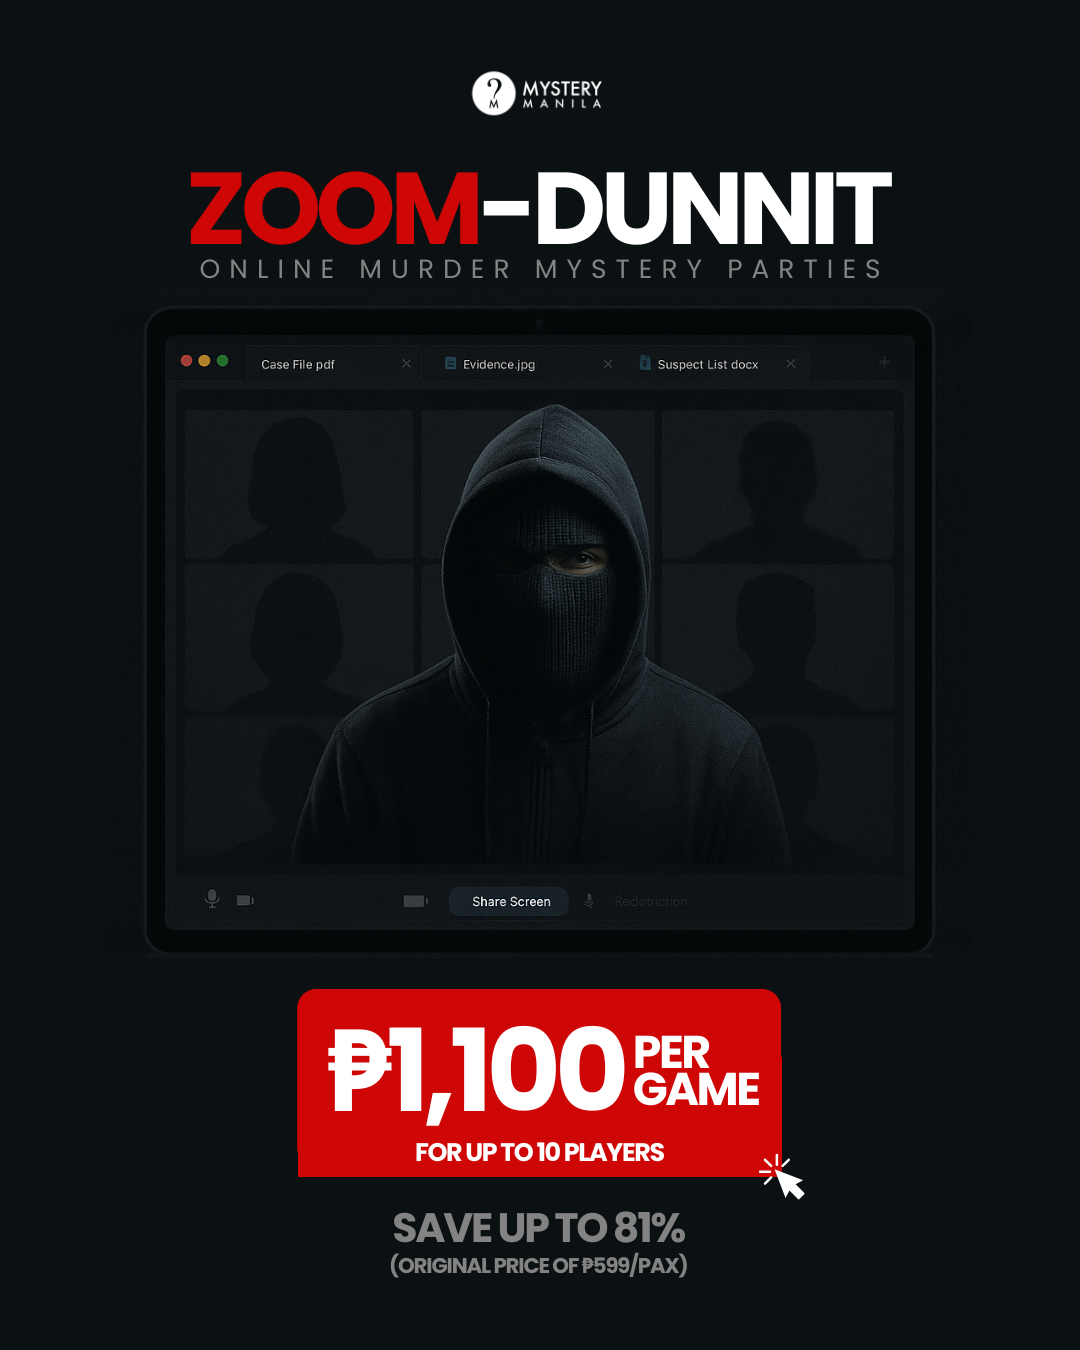 ?
M
MYSTERY
MANILA
ZOOM-DUNNIT
ONLINE MURDER MYSTERY PARTIES
Case File pdf
Evidence.jpg
Suspect List docx
Share Screen
₱1,100 PER GAME
FOR UP TO 10 PLAYERS
SAVE UP TO 81%
(ORIGINAL PRICE OF ₱599/PAX)